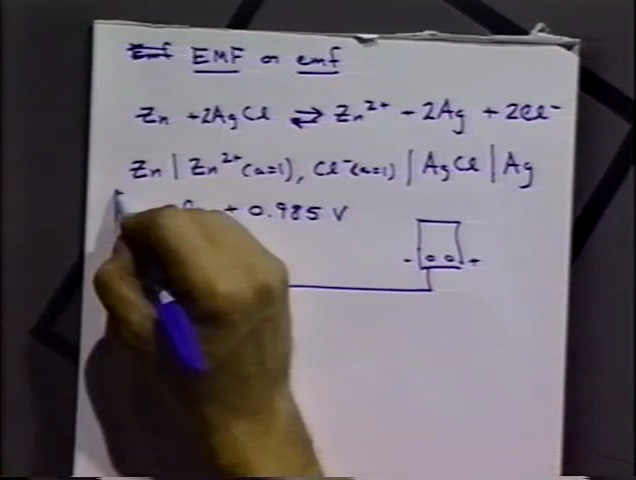 Emf EMF or emf
Zn + 2AgCl ⇌ Zn²⁺ + 2Ag + 2Cl⁻
Zn | Zn²⁺(a=1), Cl⁻(a=1) | AgCl | Ag
+ 0.985 V
- +